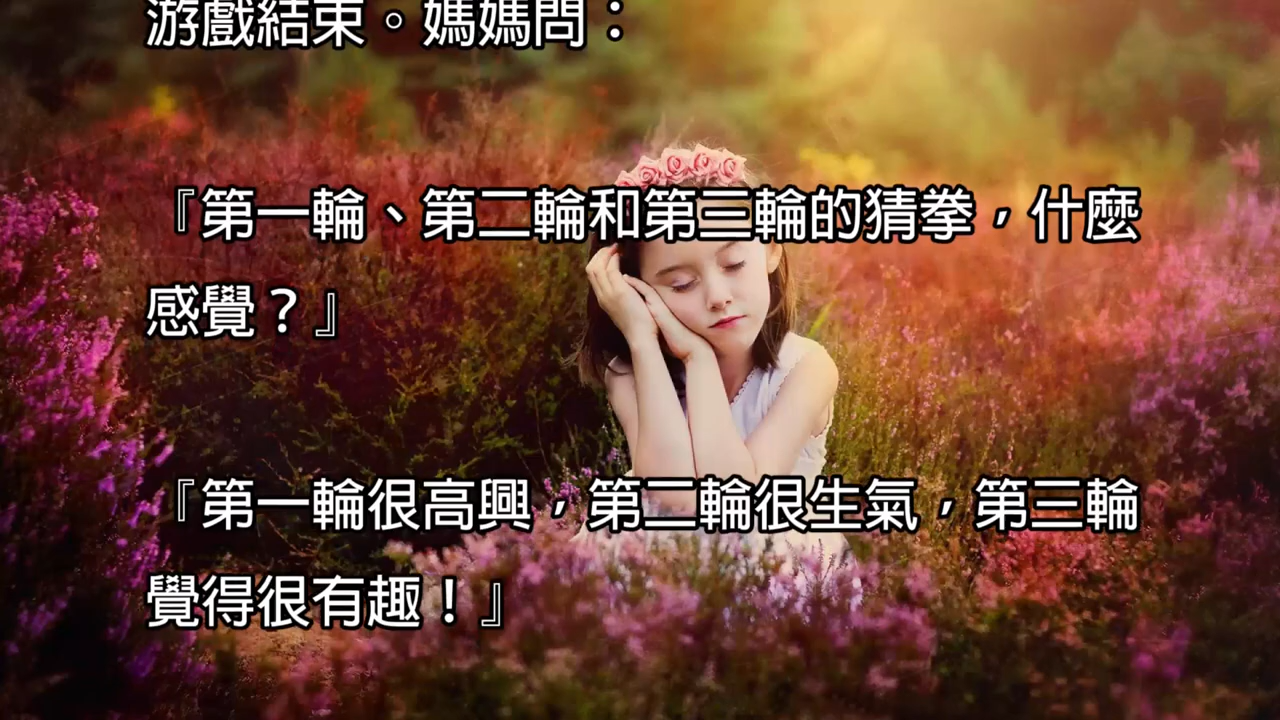 游戲結束。媽媽問：
『第一輪、第二輪和第三輪的猜拳，什麼
感覺？』
『第一輪很高興，第二輪很生氣，第三輪
覺得很有趣！』